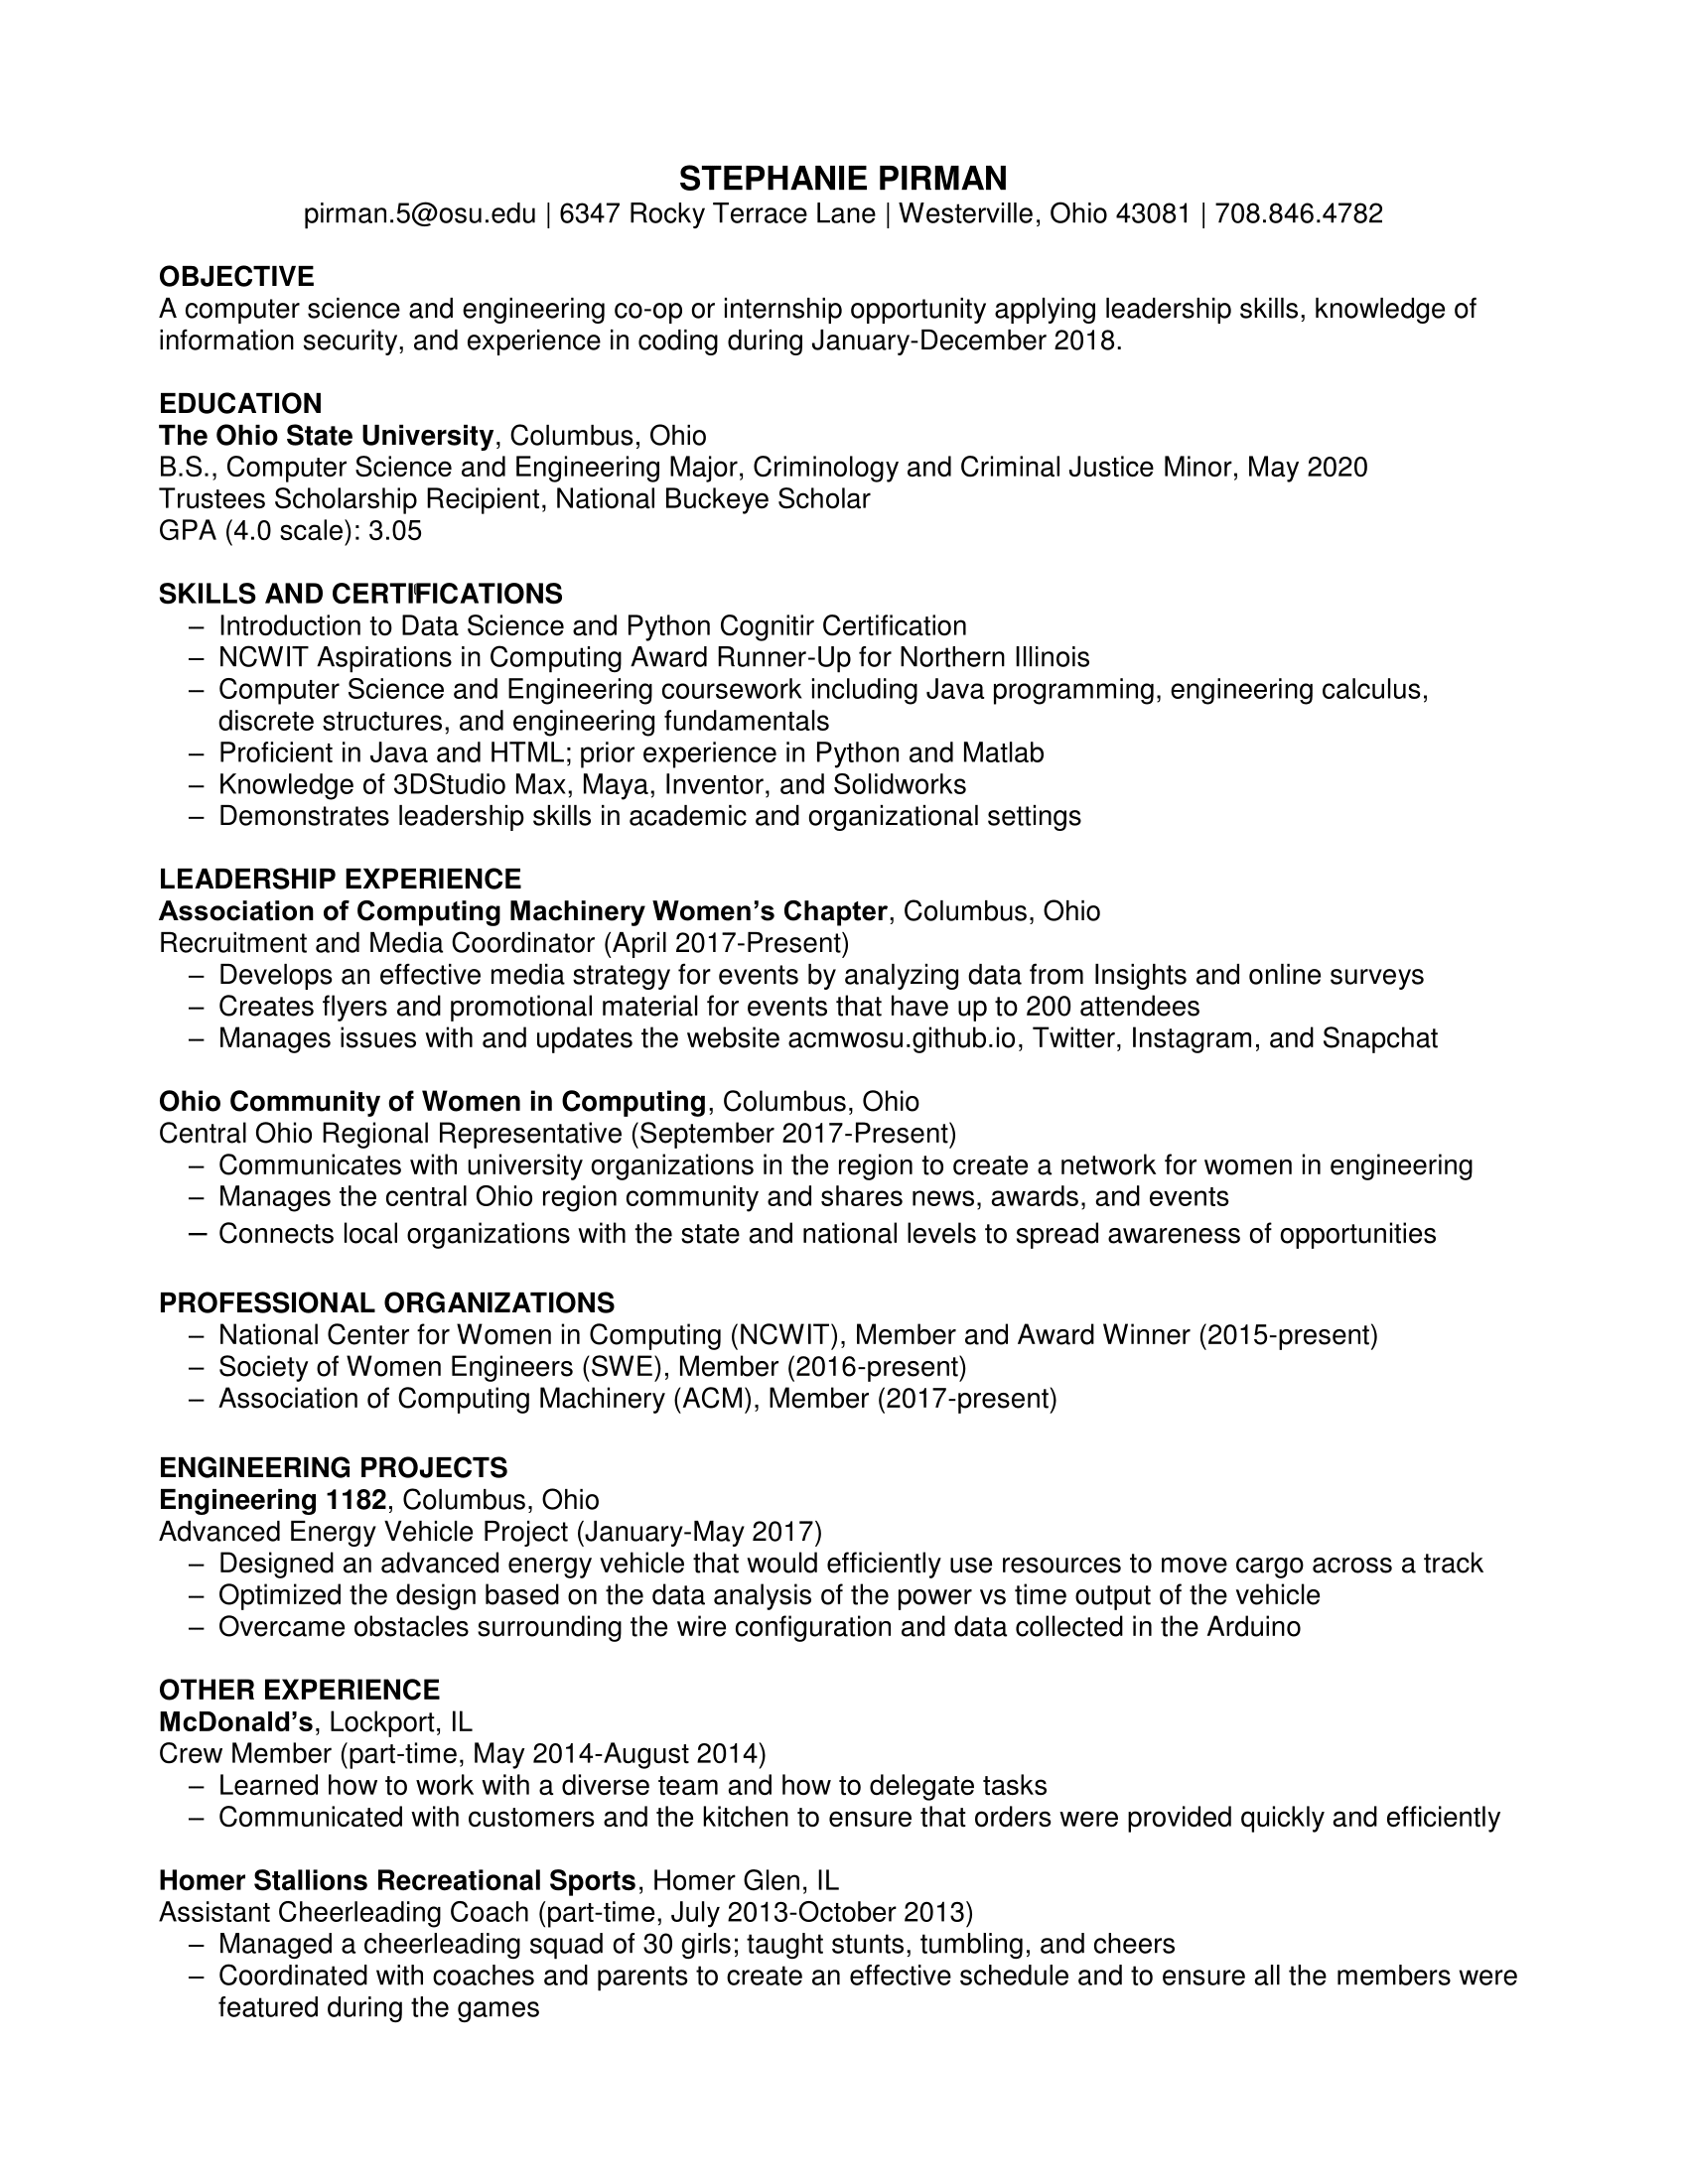 STEPHANIE PIRMAN
pirman.5@osu.edu | 6347 Rocky Terrace Lane | Westerville, Ohio 43081 | 708.846.4782
OBJECTIVE
A computer science and engineering co-op or internship opportunity applying leadership skills, knowledge of
information security, and experience in coding during January-December 2018.
EDUCATION
The Ohio State University, Columbus, Ohio
B.S., Computer Science and Engineering Major, Criminology and Criminal Justice Minor, May 2020
Trustees Scholarship Recipient, National Buckeye Scholar
GPA (4.0 scale): 3.05
SKILLS AND CERTIFICATIONS
– Introduction to Data Science and Python Cognitir Certification
– NCWIT Aspirations in Computing Award Runner-Up for Northern Illinois
– Computer Science and Engineering coursework including Java programming, engineering calculus,
discrete structures, and engineering fundamentals
– Proficient in Java and HTML; prior experience in Python and Matlab
– Knowledge of 3DStudio Max, Maya, Inventor, and Solidworks
– Demonstrates leadership skills in academic and organizational settings
LEADERSHIP EXPERIENCE
Association of Computing Machinery Women’s Chapter, Columbus, Ohio
Recruitment and Media Coordinator (April 2017-Present)
– Develops an effective media strategy for events by analyzing data from Insights and online surveys
– Creates flyers and promotional material for events that have up to 200 attendees
– Manages issues with and updates the website acmwosu.github.io, Twitter, Instagram, and Snapchat
Ohio Community of Women in Computing, Columbus, Ohio
Central Ohio Regional Representative (September 2017-Present)
– Communicates with university organizations in the region to create a network for women in engineering
– Manages the central Ohio region community and shares news, awards, and events
– Connects local organizations with the state and national levels to spread awareness of opportunities
PROFESSIONAL ORGANIZATIONS
– National Center for Women in Computing (NCWIT), Member and Award Winner (2015-present)
– Society of Women Engineers (SWE), Member (2016-present)
– Association of Computing Machinery (ACM), Member (2017-present)
ENGINEERING PROJECTS
Engineering 1182, Columbus, Ohio
Advanced Energy Vehicle Project (January-May 2017)
– Designed an advanced energy vehicle that would efficiently use resources to move cargo across a track
– Optimized the design based on the data analysis of the power vs time output of the vehicle
– Overcame obstacles surrounding the wire configuration and data collected in the Arduino
OTHER EXPERIENCE
McDonald’s, Lockport, IL
Crew Member (part-time, May 2014-August 2014)
– Learned how to work with a diverse team and how to delegate tasks
– Communicated with customers and the kitchen to ensure that orders were provided quickly and efficiently
Homer Stallions Recreational Sports, Homer Glen, IL
Assistant Cheerleading Coach (part-time, July 2013-October 2013)
– Managed a cheerleading squad of 30 girls; taught stunts, tumbling, and cheers
– Coordinated with coaches and parents to create an effective schedule and to ensure all the members were
featured during the games